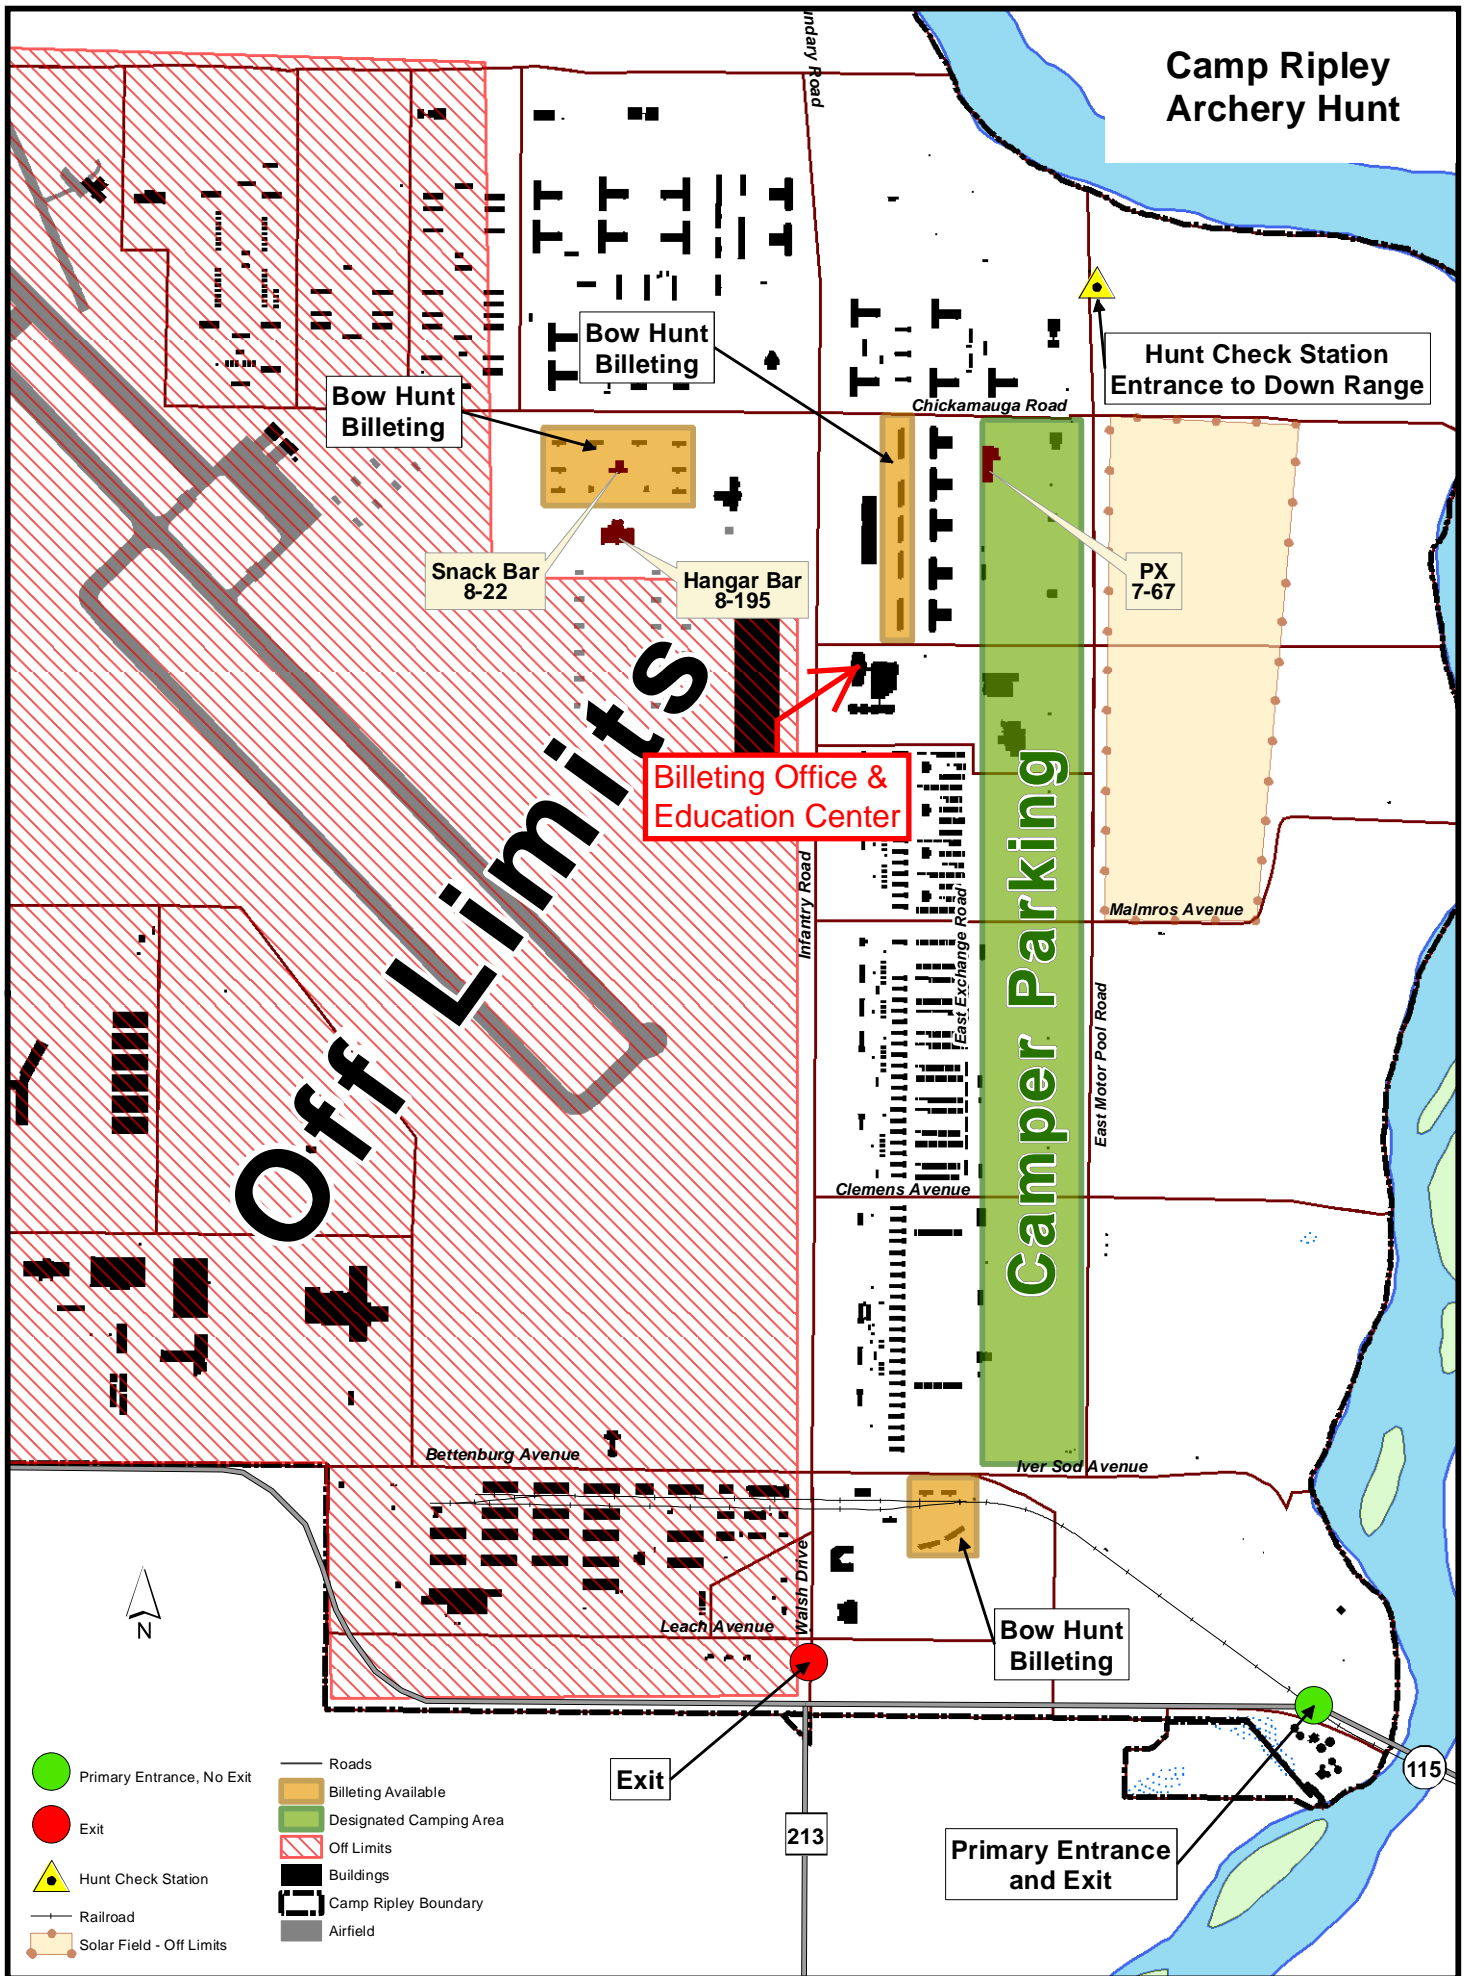 Camp Ripley
Archery Hunt
undary Road
Bow Hunt
Billeting
Bow Hunt
Billeting
Hunt Check Station
Entrance to Down Range
Chickamauga Road
Snack Bar
8-22
Hangar Bar
8-195
PX
7-67
Off Limits
Billeting Office &
Education Center
Camper Parking
Infantry Road
East Exchange Road
Malmros Avenue
East Motor Pool Road
Clemens Avenue
Bettenburg Avenue
Iver Sod Avenue
Walsh Drive
Leach Avenue
Bow Hunt
Billeting
N
Exit
115
213
Primary Entrance
and Exit
Primary Entrance, No Exit
Exit
Hunt Check Station
Railroad
Solar Field - Off Limits
Roads
Billeting Available
Designated Camping Area
Off Limits
Buildings
Camp Ripley Boundary
Airfield